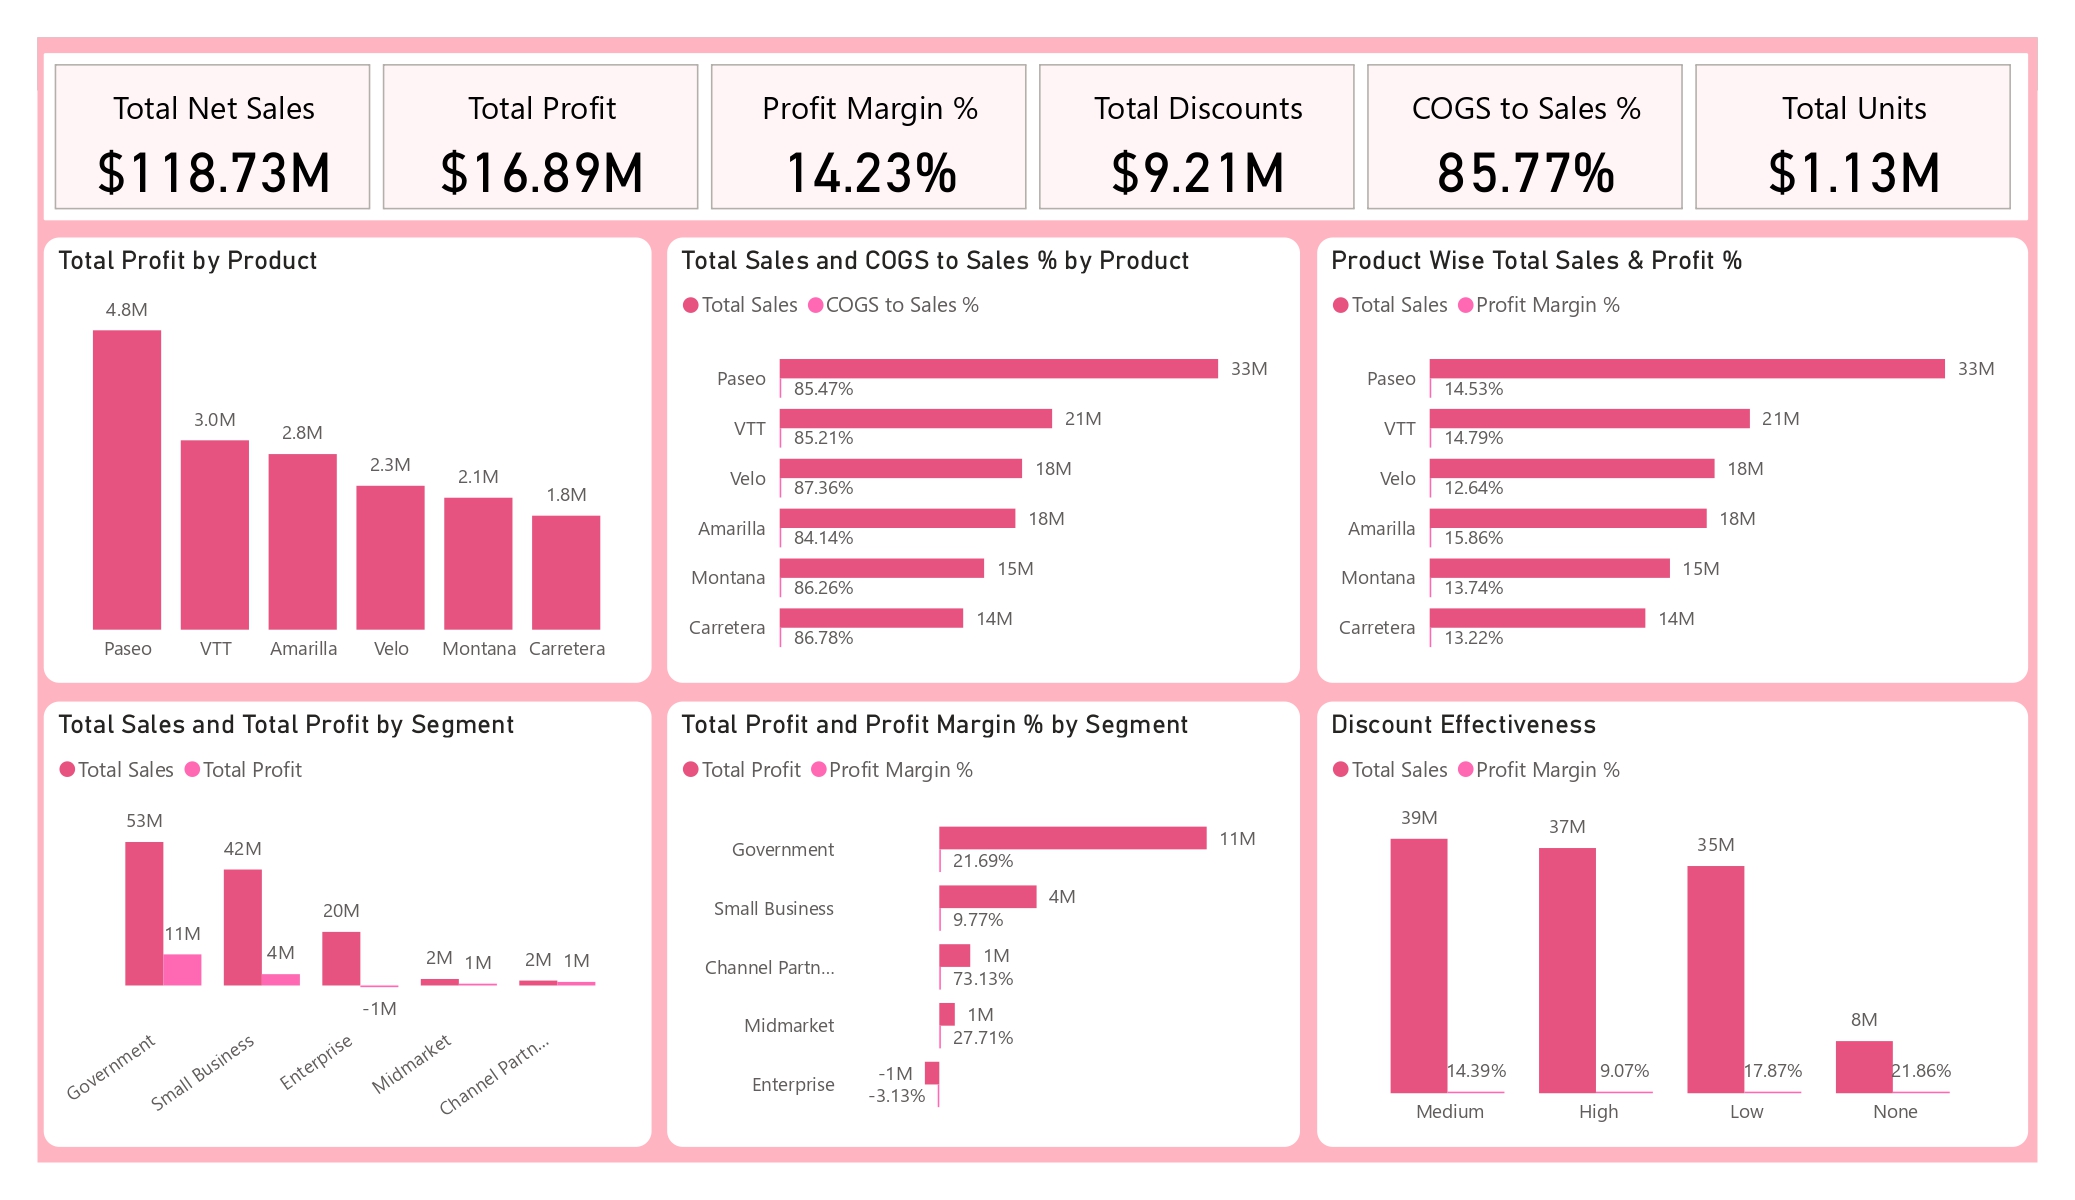 Total Net Sales
$118.73M
Total Profit
$16.89M
Profit Margin %
14.23%
Total Discounts
$9.21M
COGS to Sales %
85.77%
Total Units
$1.13M
Total Profit by Product
4.8M
3.0M
2.8M
2.3M
2.1M
1.8M
Paseo
VTT
Amarilla
Velo
Montana
Carretera
Total Sales and COGS to Sales % by Product
Total Sales
COGS to Sales %
Paseo
33M
85.47%
VTT
21M
85.21%
Velo
18M
87.36%
Amarilla
18M
84.14%
Montana
15M
86.26%
Carretera
14M
86.78%
Product Wise Total Sales & Profit %
Total Sales
Profit Margin %
Paseo
33M
14.53%
VTT
21M
14.79%
Velo
18M
12.64%
Amarilla
18M
15.86%
Montana
15M
13.74%
Carretera
14M
13.22%
Total Sales and Total Profit by Segment
Total Sales
Total Profit
53M
11M
42M
4M
20M
-1M
2M
1M
2M
1M
Government
Small Business
Enterprise
Midmarket
Channel Partn...
Total Profit and Profit Margin % by Segment
Total Profit
Profit Margin %
Government
11M
21.69%
Small Business
4M
9.77%
Channel Partn...
1M
73.13%
Midmarket
1M
27.71%
Enterprise
-1M
-3.13%
Discount Effectiveness
Total Sales
Profit Margin %
39M
14.39%
37M
9.07%
35M
17.87%
8M
21.86%
Medium
High
Low
None